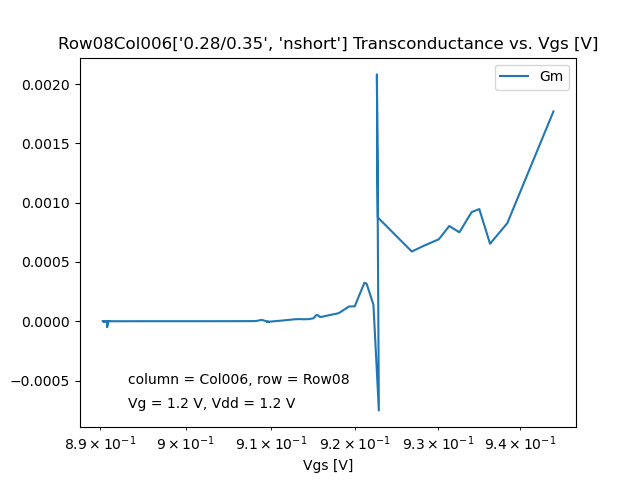 Row08Col006['0.28/0.35', 'nshort'] Transconductance vs. Vgs [V]
Gm
0.0020
0.0015
0.0010
0.0005
0.0000
−0.0005
column = Col006, row = Row08
Vg = 1.2 V, Vdd = 1.2 V
8.9 × 10⁻¹ 9 × 10⁻¹ 9.1 × 10⁻¹ 9.2 × 10⁻¹ 9.3 × 10⁻¹ 9.4 × 10⁻¹
Vgs [V]